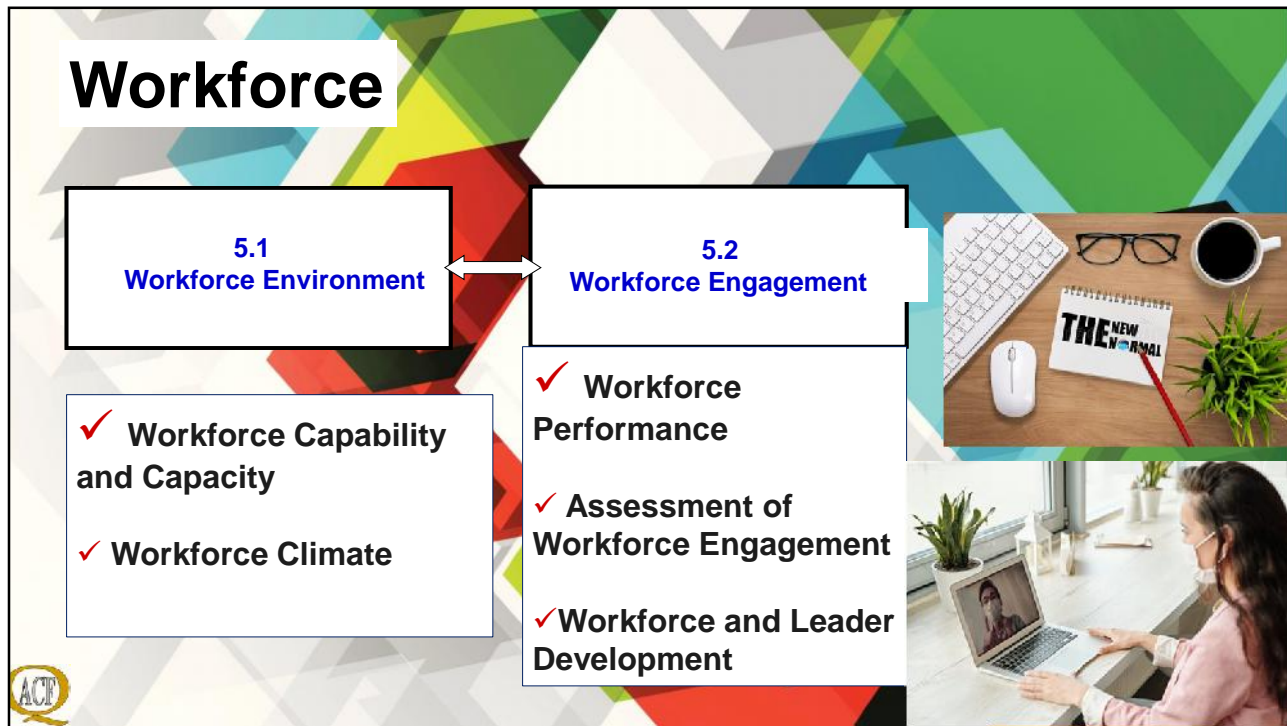 Workforce
5.1
Workforce Environment
5.2
Workforce Engagement
✓ Workforce Capability
and Capacity
✓ Workforce Climate
✓ Workforce
Performance
✓ Assessment of
Workforce Engagement
✓Workforce and Leader
Development
THE NEW
NORMAL
ACF
Q